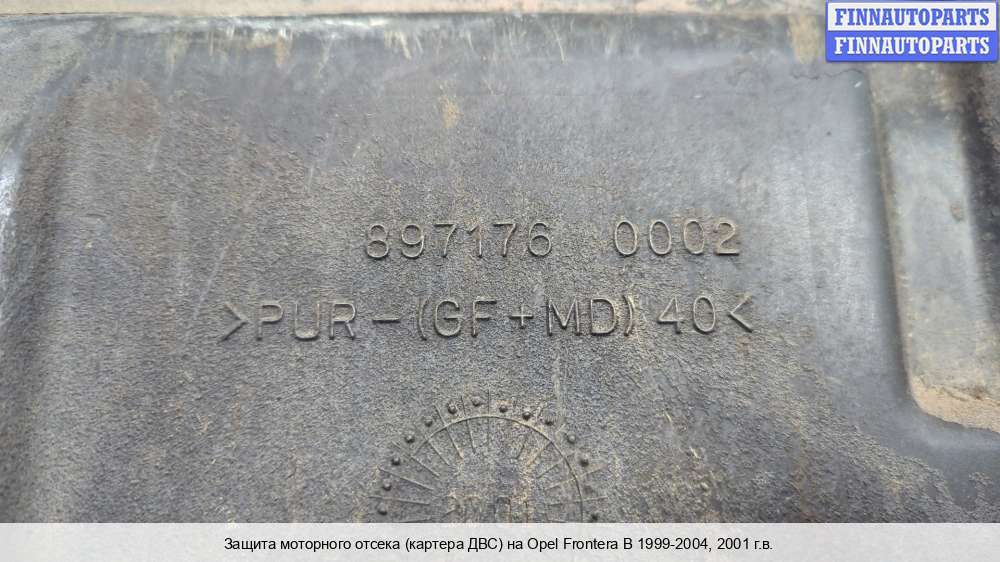 FINNAUTOPARTS
FINNAUTOPARTS
897176 0002
>PUR-(GF+MD)40<
Защита моторного отсека (картера ДВС) на Opel Frontera B 1999-2004, 2001 г.в.